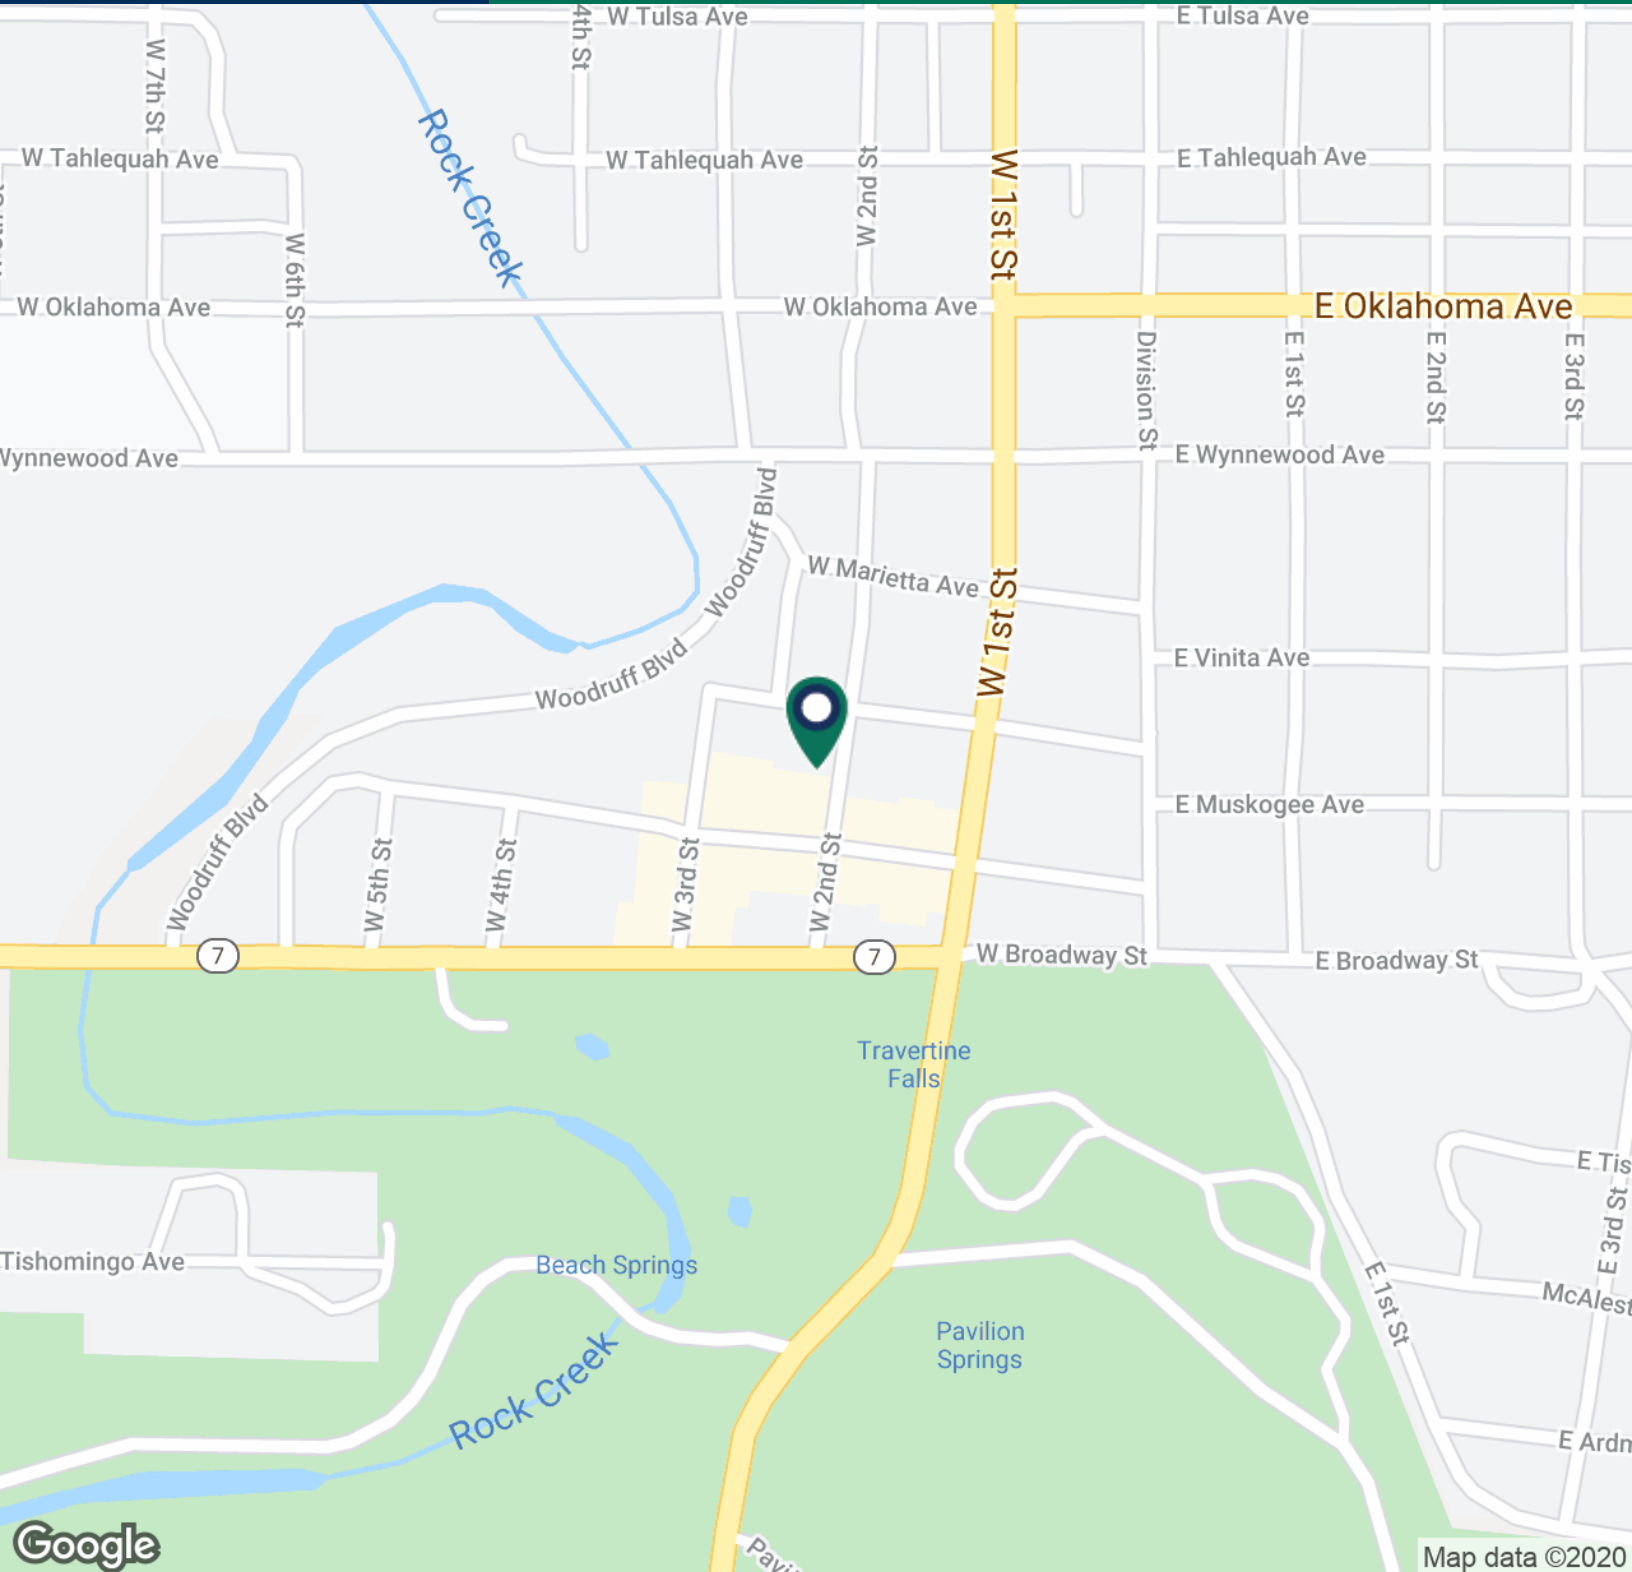 W Tulsa Ave
E Tulsa Ave
4th St
W 7th St
Rock Creek
W Tahlequah Ave
W Tahlequah Ave
W 2nd St
W 1st St
E Tahlequah Ave
W 6th St
W Oklahoma Ave
W Oklahoma Ave
E Oklahoma Ave
Division St
E 1st St
E 2nd St
E 3rd St
Wynnewood Ave
E Wynnewood Ave
Woodruff Blvd
W Marietta Ave
W 1st St
Woodruff Blvd
E Vinita Ave
Woodruff Blvd
E Muskogee Ave
W 5th St
W 4th St
W 3rd St
W 2nd St
7
7
W Broadway St
E Broadway St
Travertine
Falls
E Tis
E 3rd St
Tishomingo Ave
Beach Springs
E 1st St
McAlest
Pavilion
Springs
Rock Creek
E Ardm
Google
Pavi
Map data ©2020